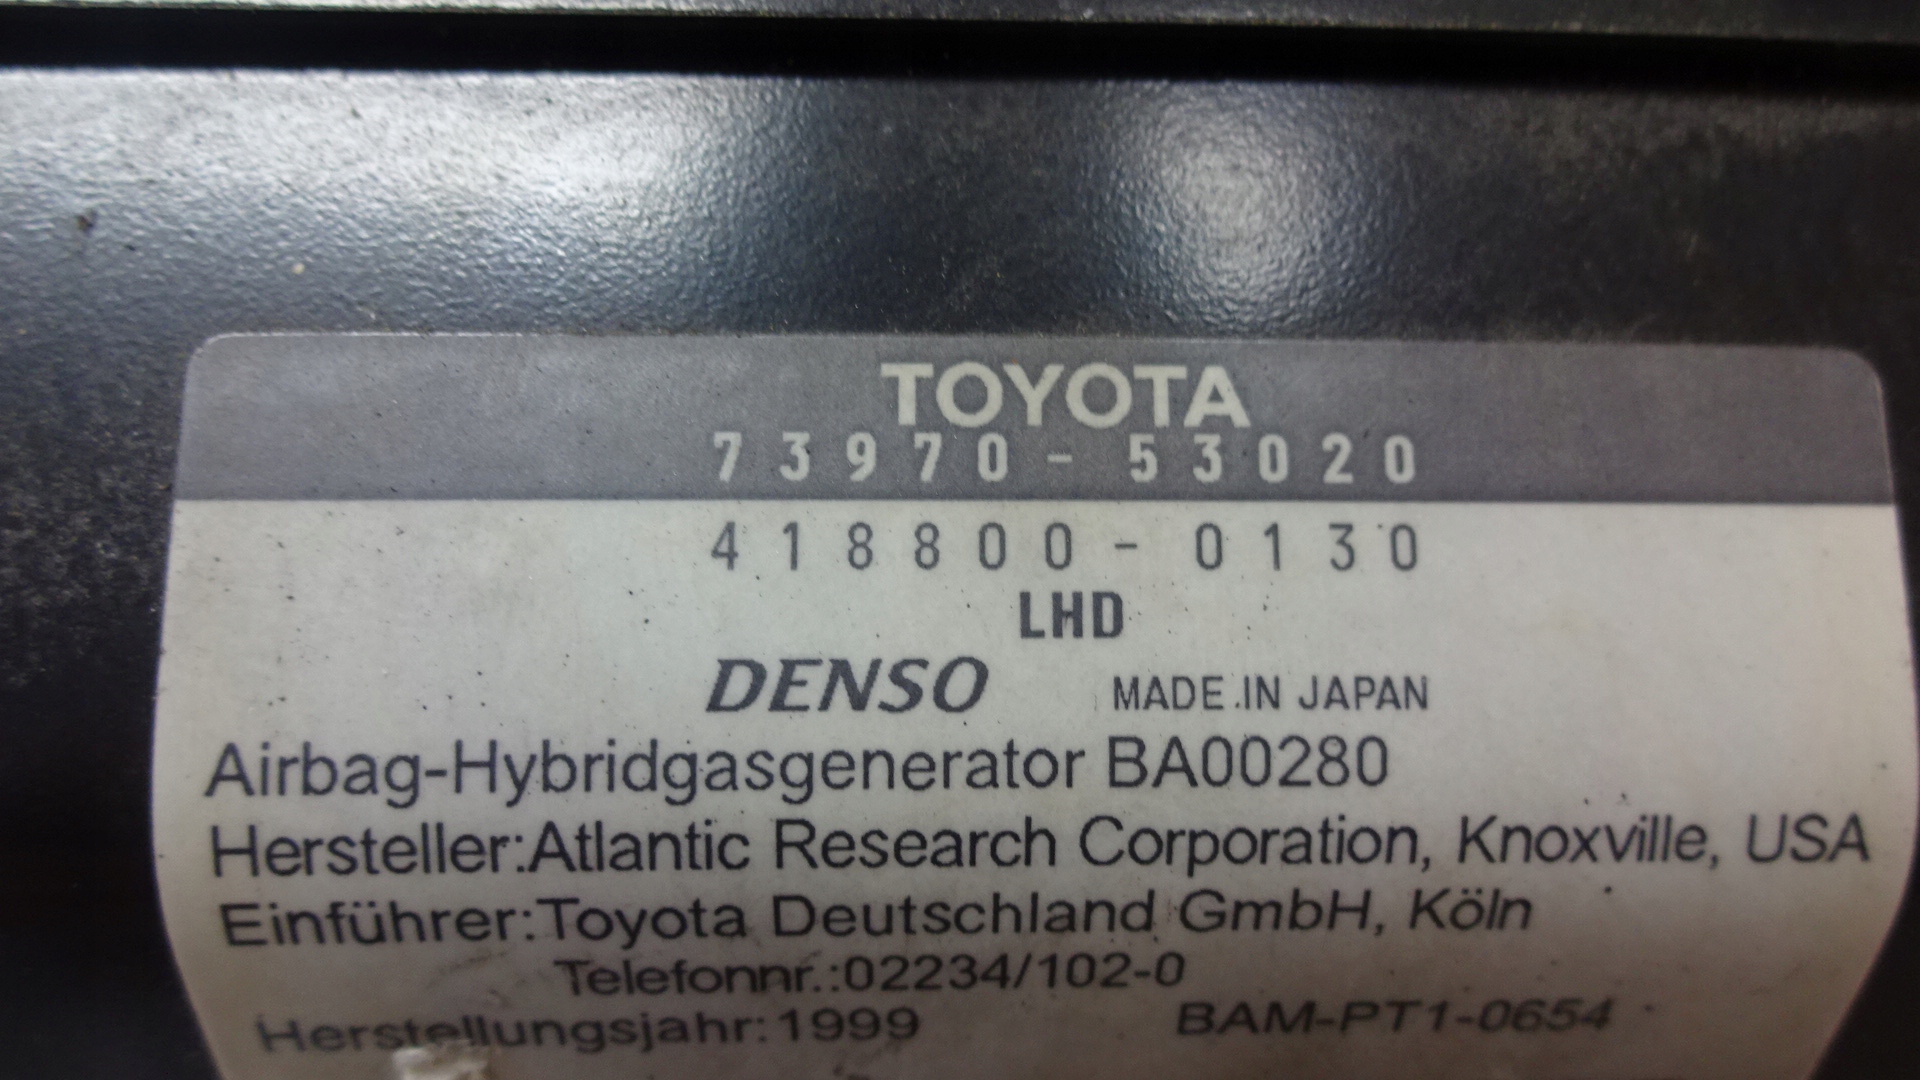 TOYOTA
73970-53020
418800-0130
LHD
DENSO MADE IN JAPAN
Airbag-Hybridgasgenerator BA00280
Hersteller:Atlantic Research Corporation, Knoxville, USA
Einführer:Toyota Deutschland GmbH, Köln
Telefonnr.:02234/102-0
Herstellungsjahr:1999 BAM-PT1-0654